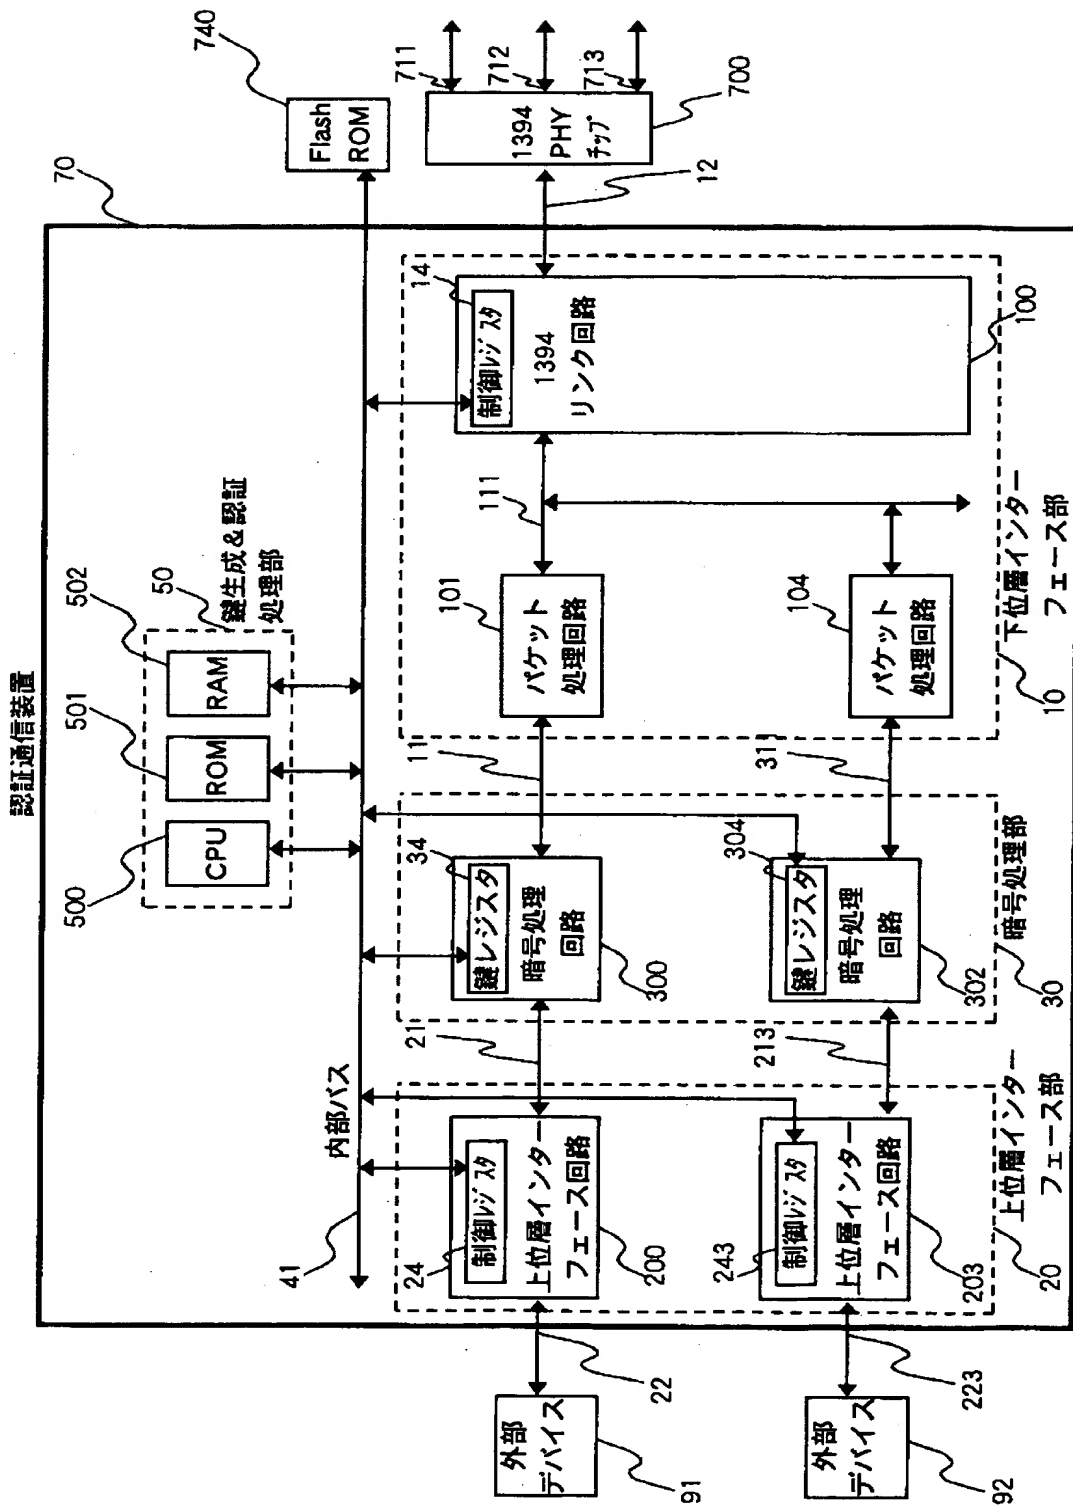 認証通信装置
70
740
Flash
ROM
711
712
713
1394
PHY
チップ
700
12
500
501
502
50
CPU
ROM
RAM
鍵生成&認証
処理部
内部バス
41
24
制御レジスタ
上位層インター
フェース回路
200
243
制御レジスタ
上位層インター
フェース回路
203
20
上位層インター
フェース部
21
213
34
鍵レジスタ
暗号処理
回路
300
304
鍵レジスタ
暗号処理
回路
302
30
暗号処理部
11
311
101
パケット
処理回路
104
パケット
処理回路
111
14
制御レジスタ
1394
リンク回路
100
10
下位層インター
フェース部
22
223
外部
デバイス
91
外部
デバイス
92